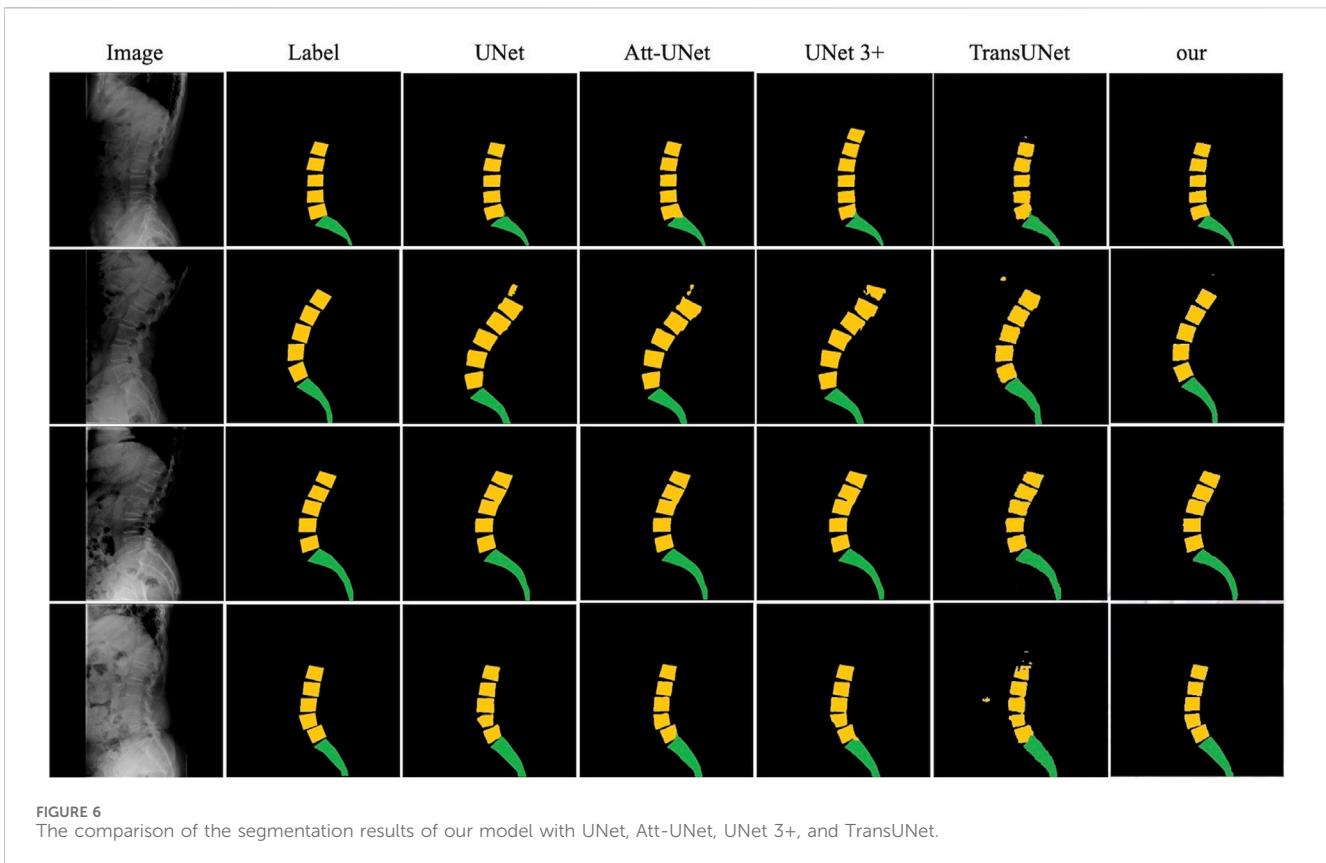 Image Label UNet Att-UNet UNet 3+ TransUNet our
FIGURE 6
The comparison of the segmentation results of our model with UNet, Att-UNet, UNet 3+, and TransUNet.